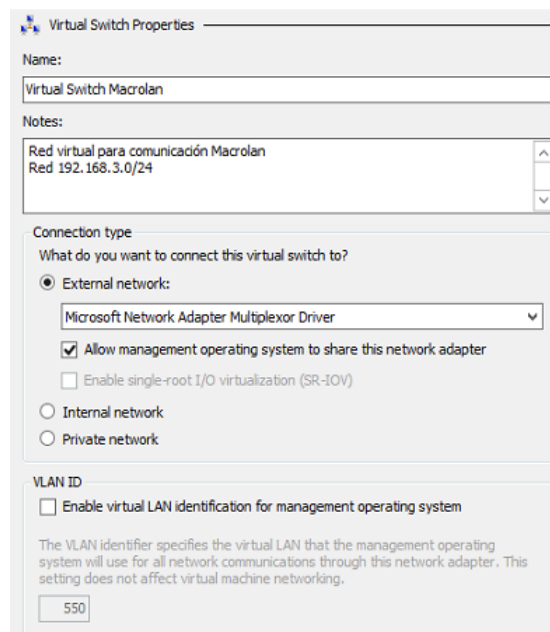 Virtual Switch Properties
Name:
Virtual Switch Macrolan
Notes:
Red virtual para comunicación Macrolan
Red 192.168.3.0/24
Connection type
What do you want to connect this virtual switch to?
External network:
Microsoft Network Adapter Multiplexor Driver
Allow management operating system to share this network adapter
Enable single-root I/O virtualization (SR-IOV)
Internal network
Private network
VLAN ID
Enable virtual LAN identification for management operating system
The VLAN identifier specifies the virtual LAN that the management operating
system will use for all network communications through this network adapter. This
setting does not affect virtual machine networking.
550